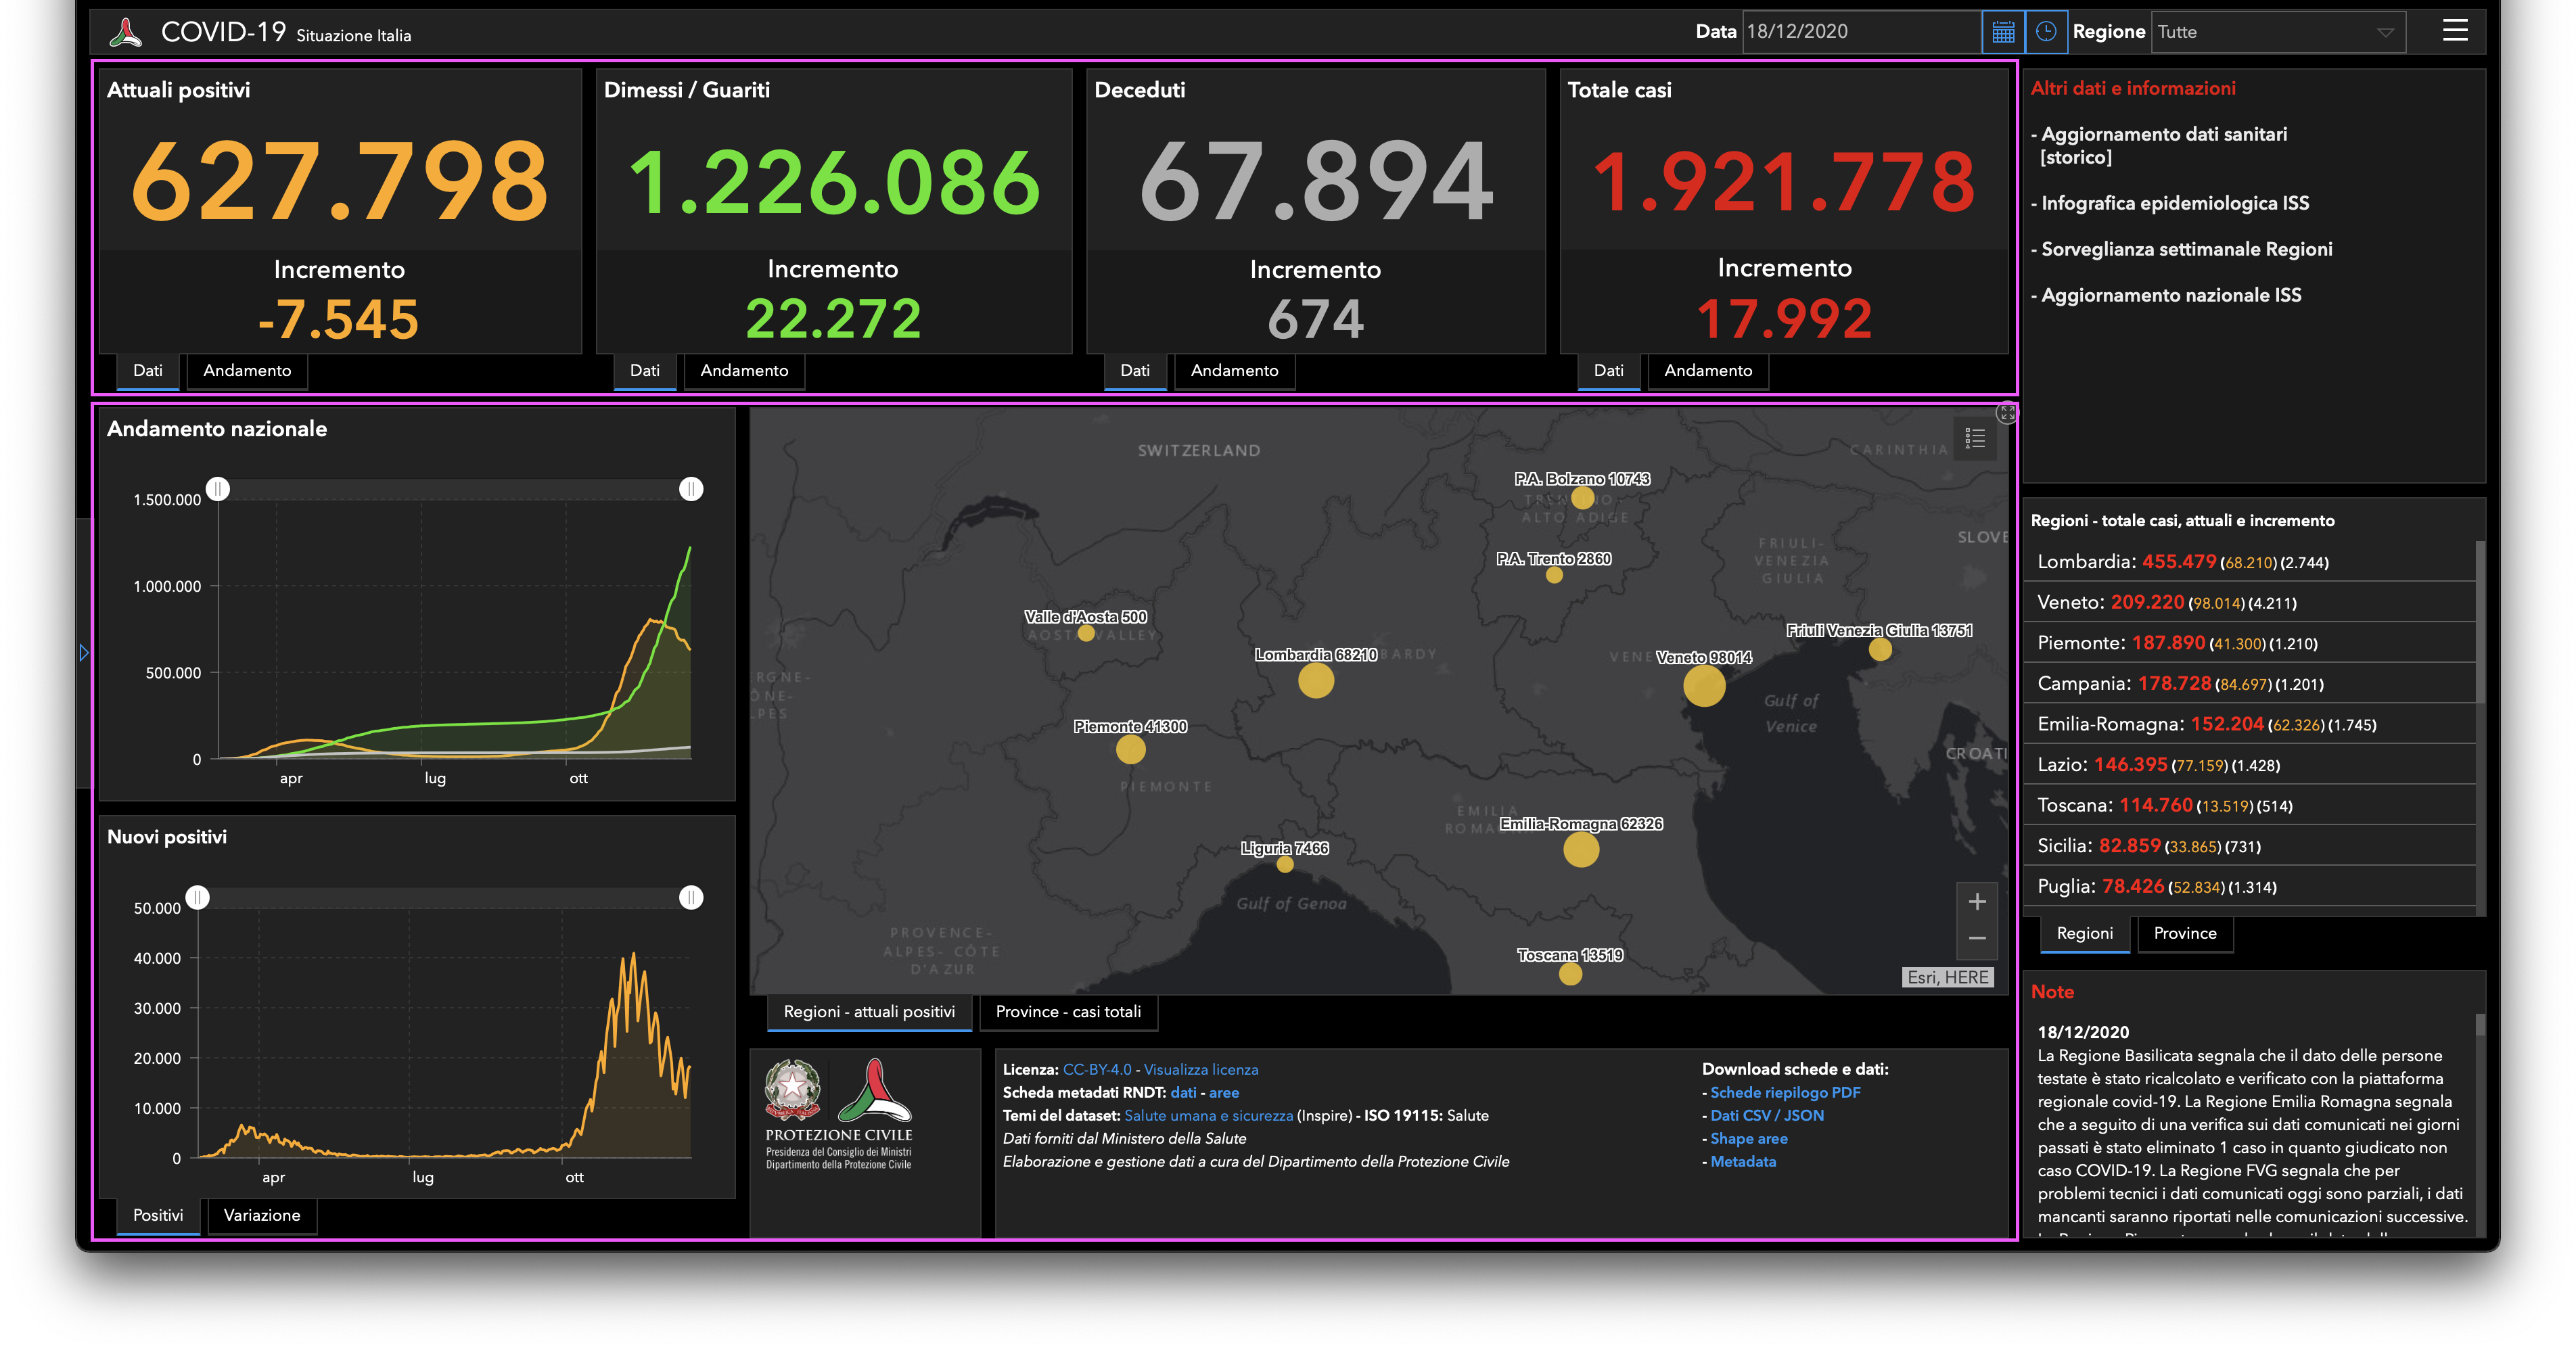 COVID-19 Situazione Italia
Data 18/12/2020 Regione Tutte
Attuali positivi
627.798
Incremento
-7.545
Dati Andamento
Dimessi / Guariti
1.226.086
Incremento
22.272
Dati Andamento
Deceduti
67.894
Incremento
674
Dati Andamento
Totale casi
1.921.778
Incremento
17.992
Dati Andamento
Altri dati e informazioni
- Aggiornamento dati sanitari
[storico]
- Infografica epidemiologica ISS
- Sorveglianza settimanale Regioni
- Aggiornamento nazionale ISS
Andamento nazionale
1.500.000
1.000.000
500.000
0
apr lug ott
Nuovi positivi
50.000
40.000
30.000
20.000
10.000
0
apr lug ott
Positivi Variazione
SWITZERLAND
CARINTHIA
P.A. Bolzano 10743
ALTO ADIGE
P.A. Trento 2860
FRIULI-
VENEZIA
GIULIA
SLOVE
Valle d'Aosta 500
AOSTA VALLEY
Friuli Venezia Giulia 13751
Lombardia 68210
BARDY
VENE
Veneto 98014
RGNE-
ÔNE-
LPES
Gulf of
Venice
Piemonte 41300
PIEMONTE
CROATI
EMILIA
ROMA
Emilia-Romagna 62326
Liguria 7466
Gulf of Genoa
PROVENCE-
ALPES- CÔTE
D'AZUR
Toscana 13519
+
−
Esri, HERE
Regioni - attuali positivi Province - casi totali
PROTEZIONE CIVILE
Presidenza del Consiglio dei Ministri
Dipartimento della Protezione Civile
Licenza: CC-BY-4.0 - Visualizza licenza
Scheda metadati RNDT: dati - aree
Temi del dataset: Salute umana e sicurezza (Inspire) - ISO 19115: Salute
Dati forniti dal Ministero della Salute
Elaborazione e gestione dati a cura del Dipartimento della Protezione Civile
Download schede e dati:
- Schede riepilogo PDF
- Dati CSV / JSON
- Shape aree
- Metadata
Regioni - totale casi, attuali e incremento
Lombardia: 455.479 (68.210) (2.744)
Veneto: 209.220 (98.014) (4.211)
Piemonte: 187.890 (41.300) (1.210)
Campania: 178.728 (84.697) (1.201)
Emilia-Romagna: 152.204 (62.326) (1.745)
Lazio: 146.395 (77.159) (1.428)
Toscana: 114.760 (13.519) (514)
Sicilia: 82.859 (33.865) (731)
Puglia: 78.426 (52.834) (1.314)
Regioni Province
Note
18/12/2020
La Regione Basilicata segnala che il dato delle persone
testate è stato ricalcolato e verificato con la piattaforma
regionale covid-19. La Regione Emilia Romagna segnala
che a seguito di una verifica sui dati comunicati nei giorni
passati è stato eliminato 1 caso in quanto giudicato non
caso COVID-19. La Regione FVG segnala che per
problemi tecnici i dati comunicati oggi sono parziali, i dati
mancanti saranno riportati nelle comunicazioni successive.